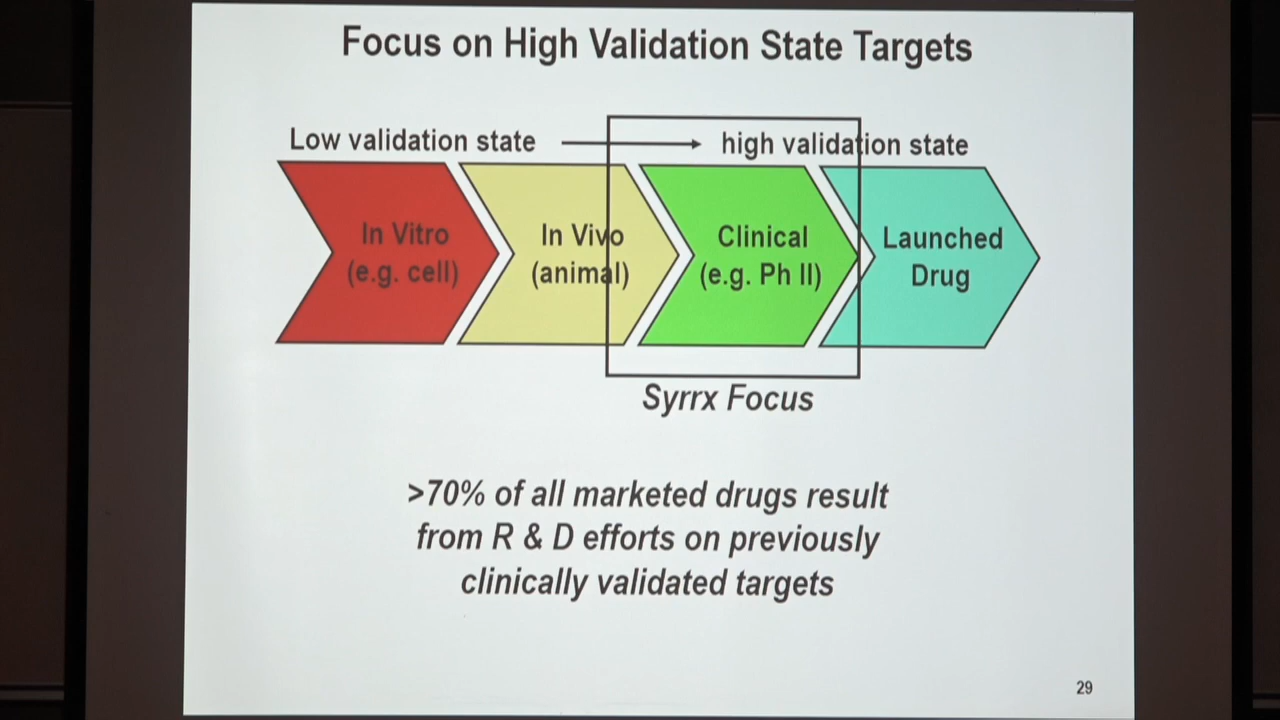 Focus on High Validation State Targets
Low validation state
high validation state
In Vitro
(e.g. cell)
In Vivo
(animal)
Clinical
(e.g. Ph II)
Launched
Drug
Syrrx Focus
>70% of all marketed drugs result
from R & D efforts on previously
clinically validated targets
29